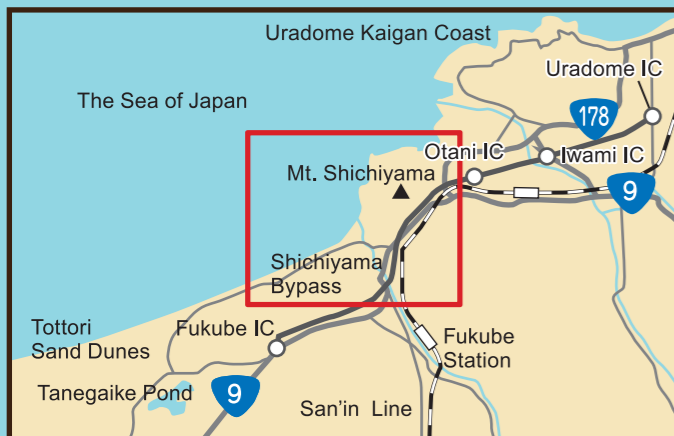 Uradome Kaigan Coast
Uradome IC
The Sea of Japan
178
Otani IC
Iwami IC
Mt. Shichiyama
9
Shichiyama
Bypass
Tottori
Sand Dunes
Fukube IC
Fukube
Station
Tanegaike Pond
9
San'in Line